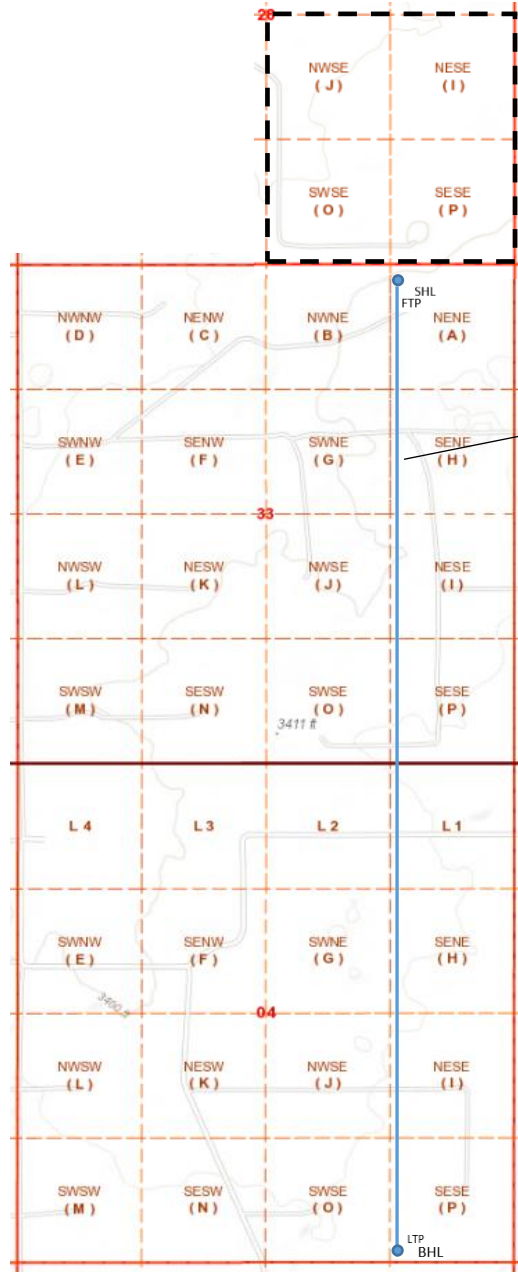 NWSE NESE
(J) (I)
SWSE SESE
(O) (P)
SHL
FTP
NWNW NENW NWNE NENE
(D) (C) (B) (A)
SWNW SENW SWNE SENE
(E) (F) (G) (H)
33
NWSW NESW NWSE NESE
(L) (K) (J) (I)
SWSW SESW SWSE SESE
(M) (N) (O) (P)
3411 ft
L 4 L 3 L 2 L 1
SWNW SENW SWNE SENE
(E) (F) (G) (H)
04
NWSW NESW NWSE NESE
(L) (K) (J) (I)
SWSW SESW SWSE SESE
(M) (N) (O) (P)
LTP
BHL